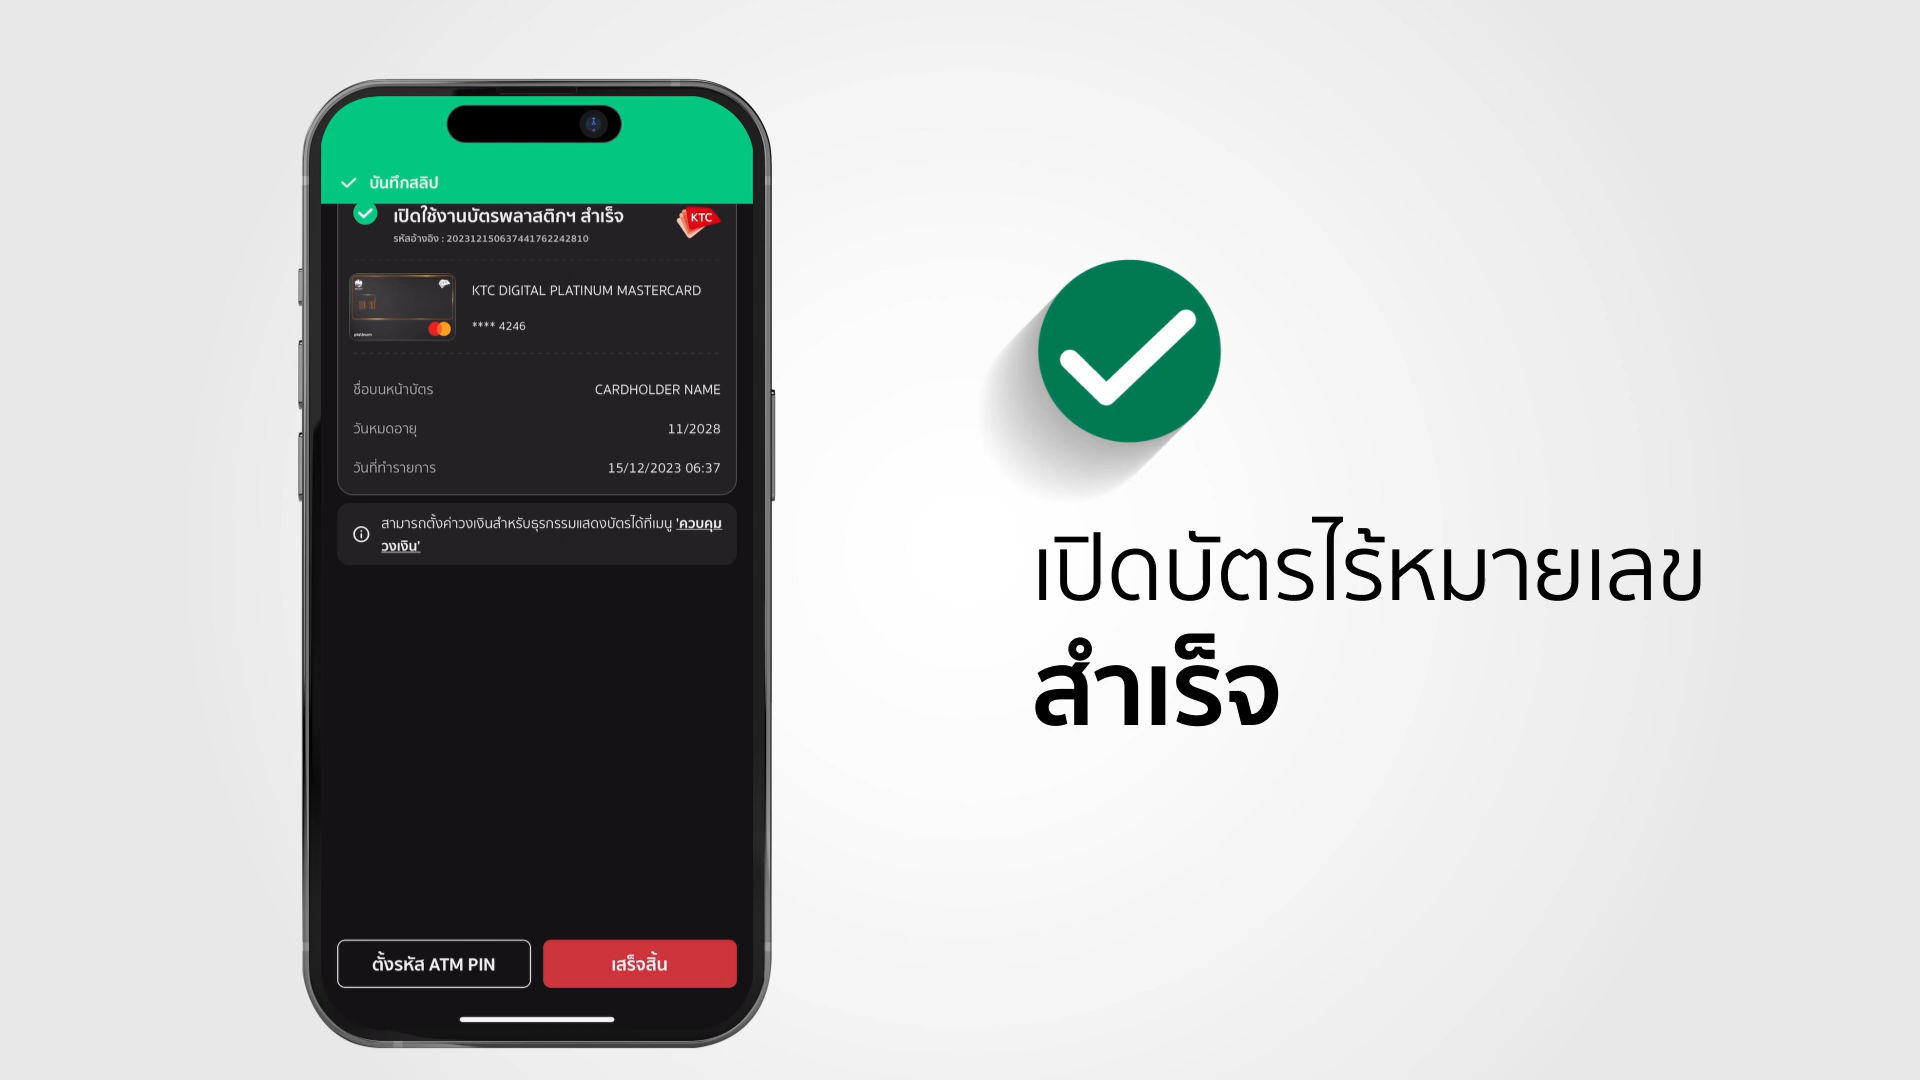 บันทึกสลิป
เปิดใช้งานบัตรพลาสติกฯ สำเร็จ
KTC
รหัสอ้างอิง : 202312150637441762242810
KTC DIGITAL PLATINUM MASTERCARD
**** 4246
platinum
ชื่อบนหน้าบัตร CARDHOLDER NAME
วันหมดอายุ 11/2028
วันที่ทำรายการ 15/12/2023 06:37
สามารถตั้งค่าวงเงินสำหรับธุรกรรมแสดงบัตรได้ที่เมนู 'ควบคุม
วงเงิน'
ตั้งรหัส ATM PIN
เสร็จสิ้น
เปิดบัตรไร้หมายเลข
สำเร็จ